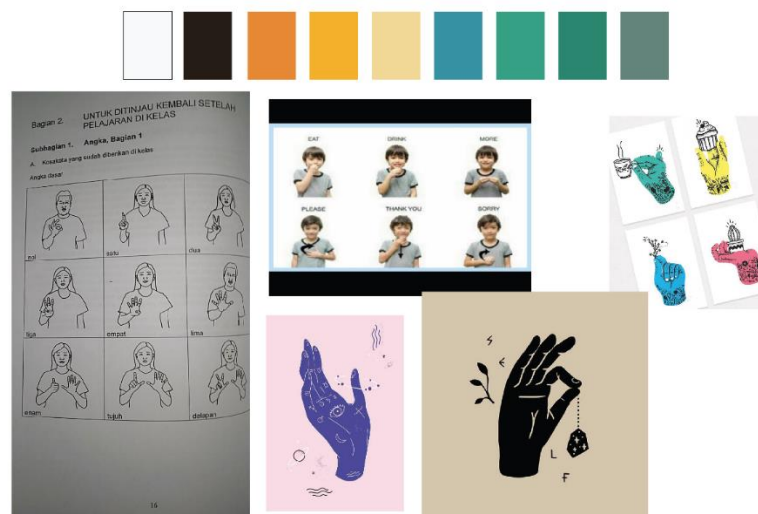 Bagian 2. UNTUK DITINJAU KEMBALI SETELAH
PELAJARAN DI KELAS
Subbagian 1. Angka, Bagian 1
A. Kosakata yang sudah diberikan di kelas
Angka dasar
nol satu dua
tiga empat lima
enam tujuh delapan
15
EAT DRINK MORE
PLEASE THANK YOU SORRY
S
E
L
F